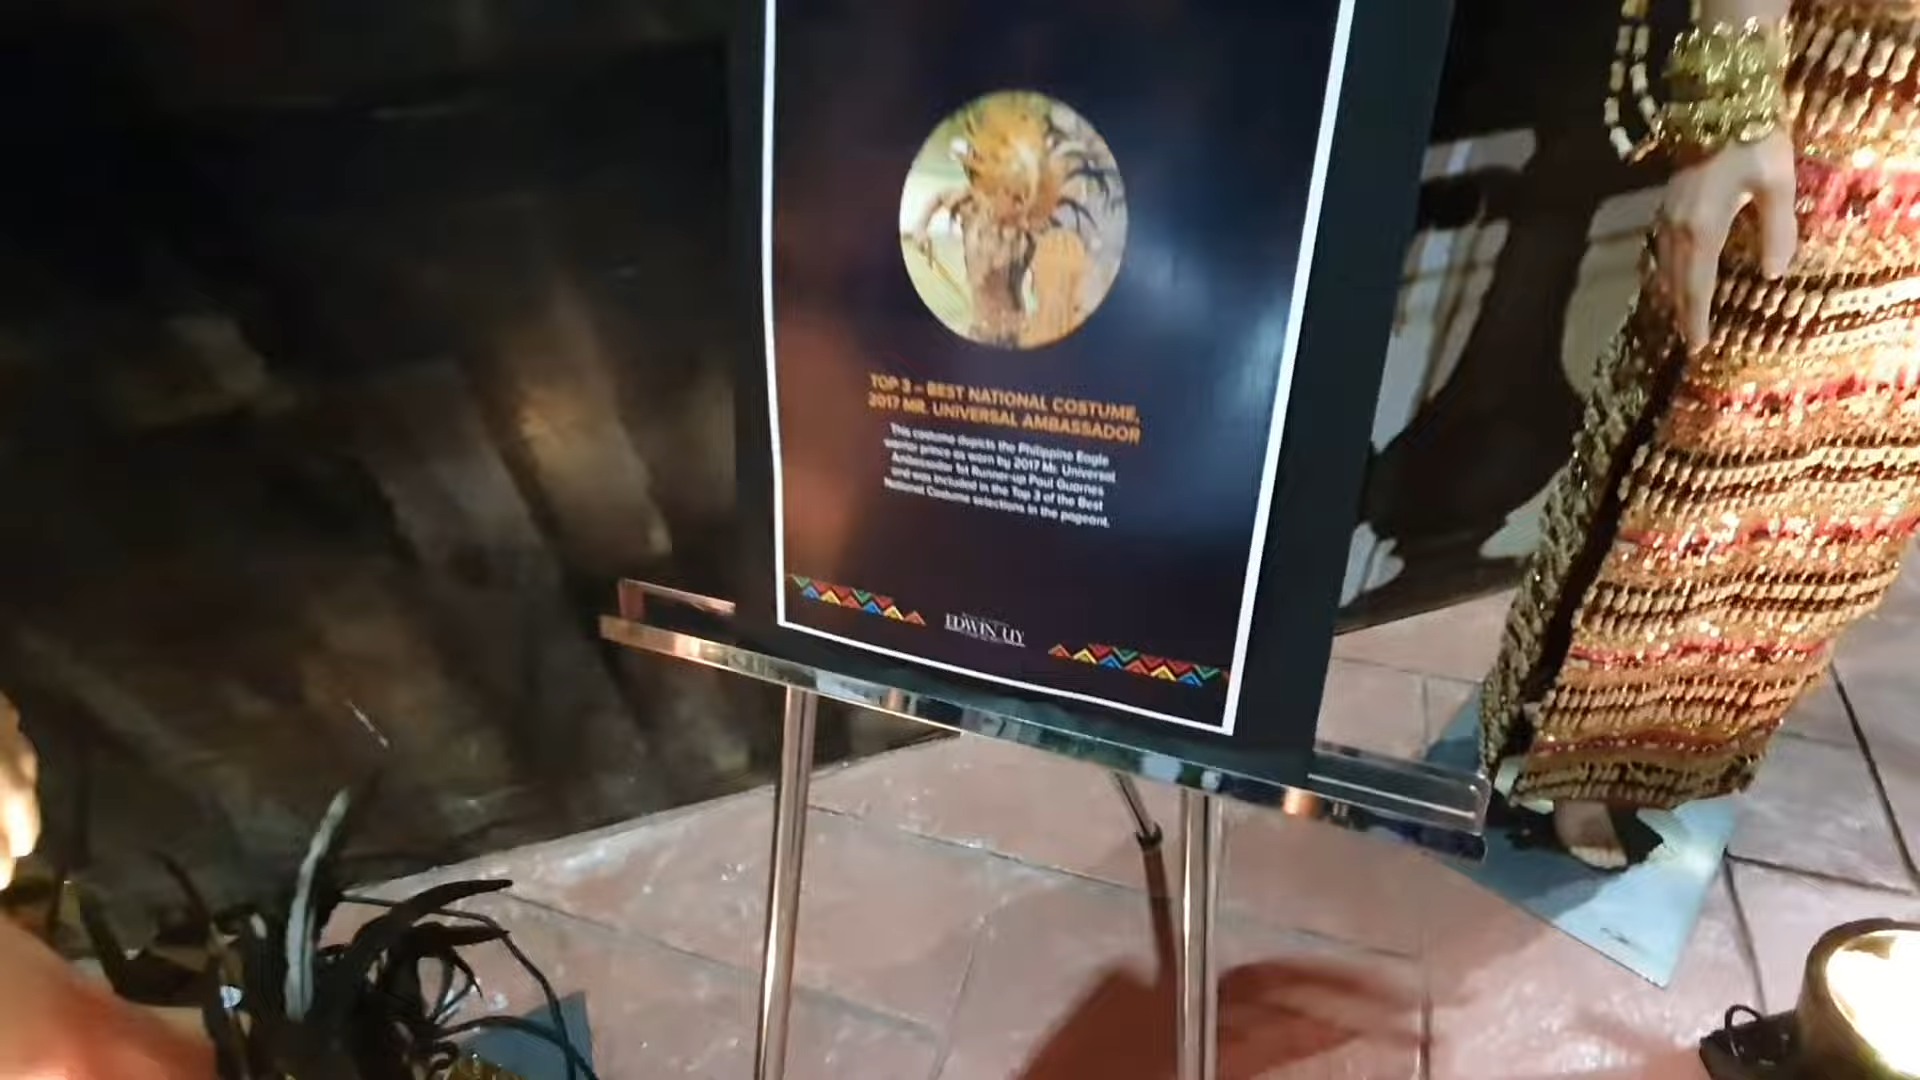 TOP 3 – BEST NATIONAL COSTUME,
2017 MR. UNIVERSAL AMBASSADOR
This costume depicts the Philippine Eagle
warrior prince as worn by 2017 Mr. Universal
Ambassador 1st Runner-up Paul Guarnes
and was included in the Top 3 of the Best
National Costume selections in the pageant.
EDWIN UY